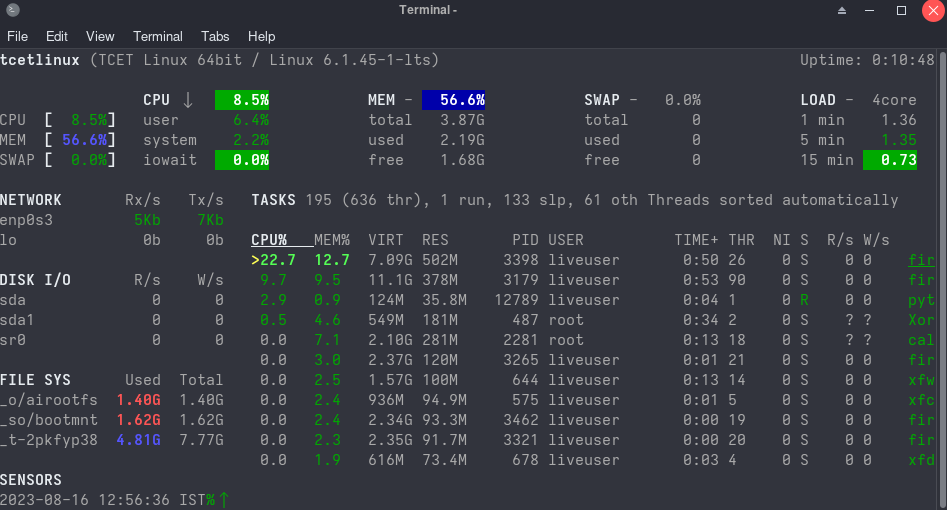 Terminal -
File Edit View Terminal Tabs Help
tcetlinux (TCET Linux 64bit / Linux 6.1.45-1-lts) Uptime: 0:10:48
CPU ↓ 8.5% MEM - 56.6% SWAP - 0.0% LOAD - 4core
CPU [ 8.5%] user 6.4% total 3.87G total 0 1 min 1.36
MEM [ 56.6%] system 2.2% used 2.19G used 0 5 min 1.35
SWAP [ 0.0%] iowait 0.0% free 1.68G free 0 15 min 0.73
NETWORK Rx/s Tx/s TASKS 195 (636 thr), 1 run, 133 slp, 61 oth Threads sorted automatically
enp0s3 5Kb 7Kb
lo 0b 0b CPU% MEM% VIRT RES PID USER TIME+ THR NI S R/s W/s
>22.7 12.7 7.09G 502M 3398 liveuser 0:50 26 0 S 0 0 fir
DISK I/O R/s W/s 9.7 9.5 11.1G 378M 3179 liveuser 0:53 90 0 S 0 0 fir
sda 0 0 2.9 0.9 124M 35.8M 12789 liveuser 0:04 1 0 R 0 0 pyt
sda1 0 0 0.5 4.6 549M 181M 487 root 0:34 2 0 S ? ? Xor
sr0 0 0 0.0 7.1 2.10G 281M 2281 root 0:13 18 0 S ? ? cal
0.0 3.0 2.37G 120M 3265 liveuser 0:01 21 0 S 0 0 fir
FILE SYS Used Total 0.0 2.5 1.57G 100M 644 liveuser 0:13 14 0 S 0 0 xfw
_o/airootfs 1.40G 1.40G 0.0 2.4 936M 94.9M 575 liveuser 0:01 5 0 S 0 0 xfc
_so/bootmnt 1.62G 1.62G 0.0 2.4 2.34G 93.3M 3462 liveuser 0:00 19 0 S 0 0 fir
_t-2pkfyp38 4.81G 7.77G 0.0 2.3 2.35G 91.7M 3321 liveuser 0:00 20 0 S 0 0 fir
0.0 1.9 616M 73.4M 678 liveuser 0:03 4 0 S 0 0 xfd
SENSORS
2023-08-16 12:56:36 IST%↑